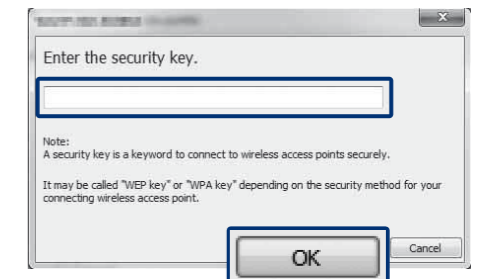 Enter the security key.
Note:
A security key is a keyword to connect to wireless access points securely.
It may be called "WEP key" or "WPA key" depending on the security method for your
connecting wireless access point.
OK
Cancel